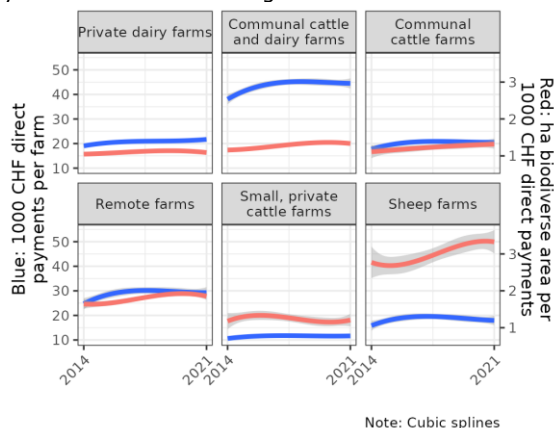 Private dairy farms
Communal cattle
and dairy farms
Communal
cattle farms
50
40
30
20
10
3
2
1
Remote farms
Small, private
cattle farms
Sheep farms
50
40
30
20
10
3
2
1
Blue: 1000 CHF direct
payments per farm
Red: ha biodiverse area per
1000 CHF direct payments
2014
2021
2014
2021
2014
2021
Note: Cubic splines